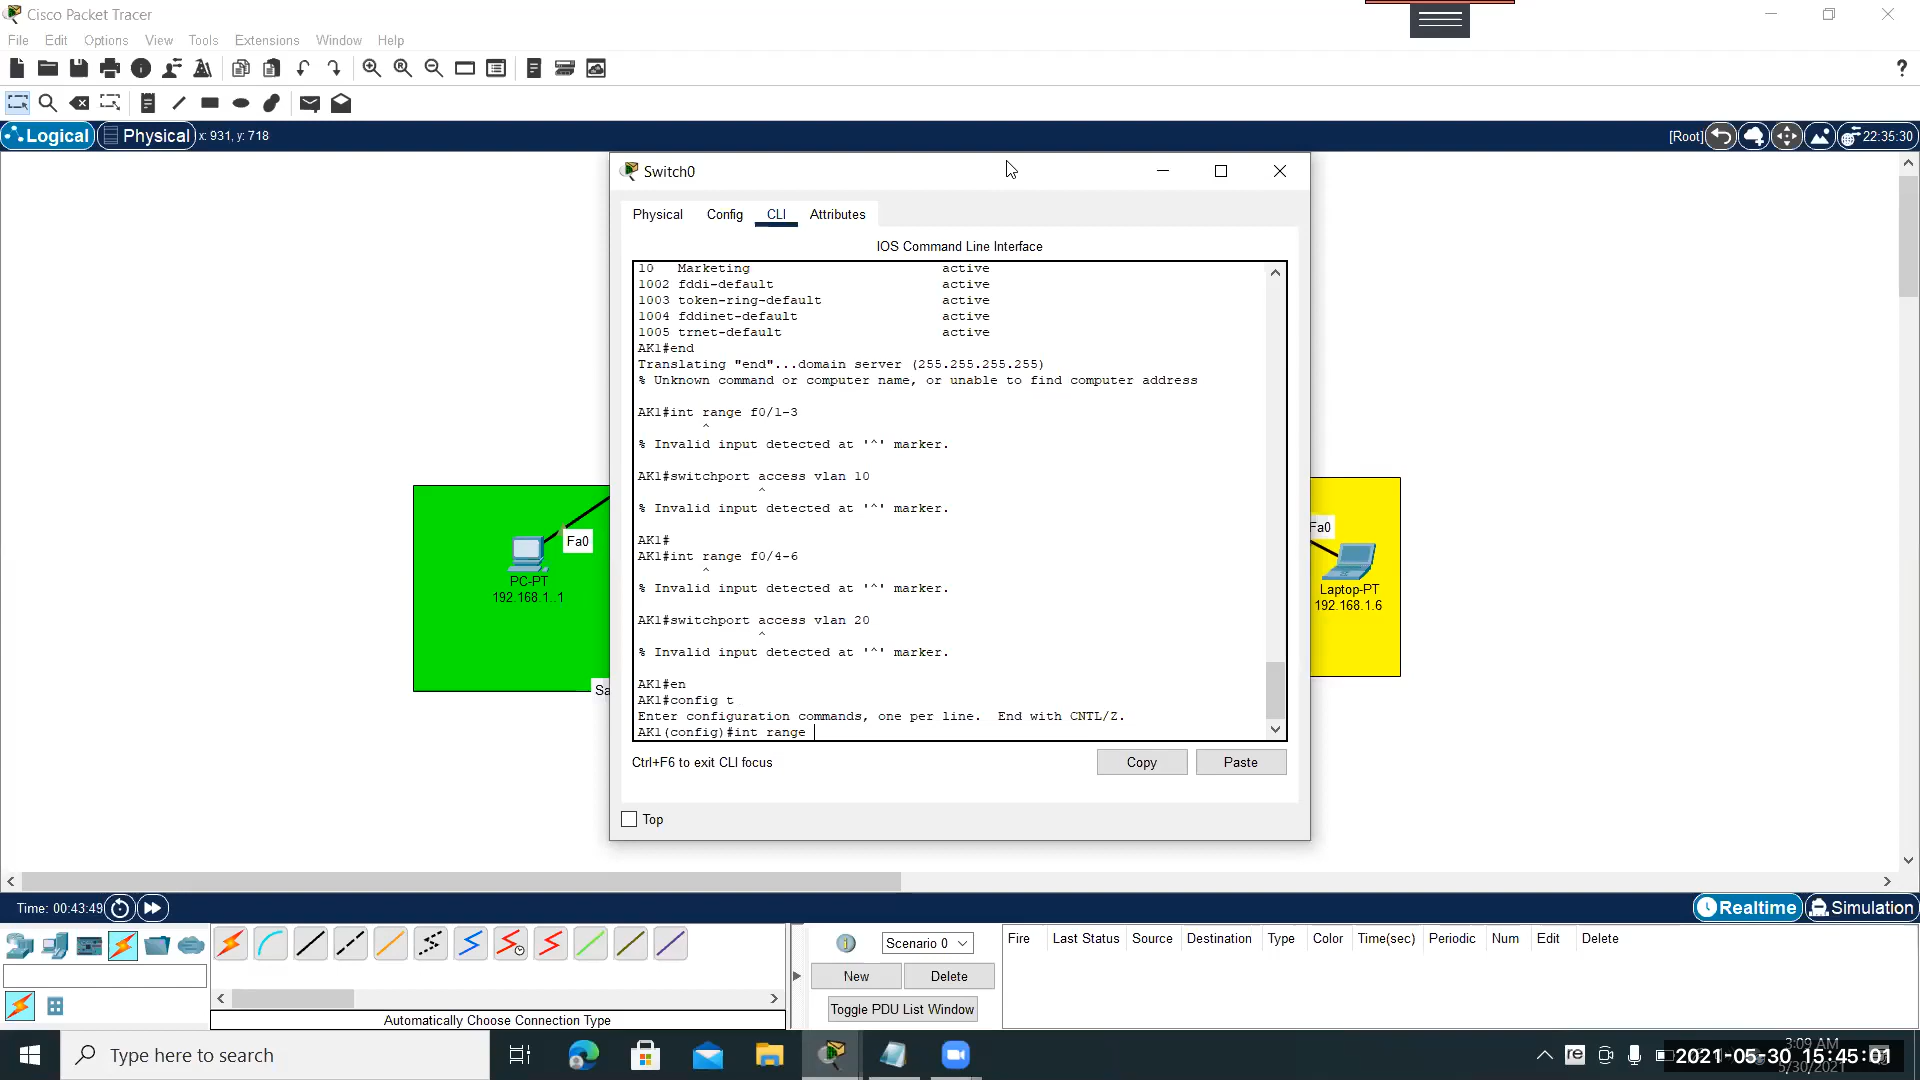 Cisco Packet Tracer
File Edit Options View Tools Extensions Window Help
?
Logical Physical x: 931, y: 718 [Root] 22:35:30
Switch0
Physical Config CLI Attributes
IOS Command Line Interface
10 Marketing active
1002 fddi-default active
1003 token-ring-default active
1004 fddinet-default active
1005 trnet-default active
AK1#end
Translating "end"...domain server (255.255.255.255)
% Unknown command or computer name, or unable to find computer address
AK1#int range f0/1-3
^
% Invalid input detected at '^' marker.
AK1#switchport access vlan 10
^
% Invalid input detected at '^' marker.
AK1#
AK1#int range f0/4-6
^
% Invalid input detected at '^' marker.
AK1#switchport access vlan 20
^
% Invalid input detected at '^' marker.
AK1#en
AK1#config t
Enter configuration commands, one per line. End with CNTL/Z.
AK1(config)#int range
Ctrl+F6 to exit CLI focus Copy Paste
Top
Fa0
PC-PT
192.168.1..1
Sa
Fa0
Laptop-PT
192.168.1.6
Time: 00:43:49 Realtime Simulation
Scenario 0
New Delete
Toggle PDU List Window
Fire Last Status Source Destination Type Color Time(sec) Periodic Num Edit Delete
Automatically Choose Connection Type
Type here to search
re
3:09 AM
2021-05-30 15:45:01
5/30/2021